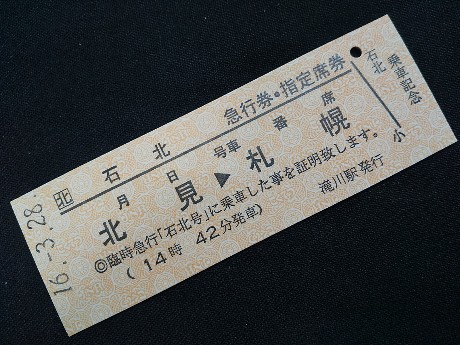 急行券・指定席券
北 石 北
月 日 号車 番 席
北 見 ▶ 札 幌
◎臨時急行「石北号」に乗車した事を証明致します。
(14時 42分発車) 滝川駅発行
16.-3.28.
石北 乗車記念
小